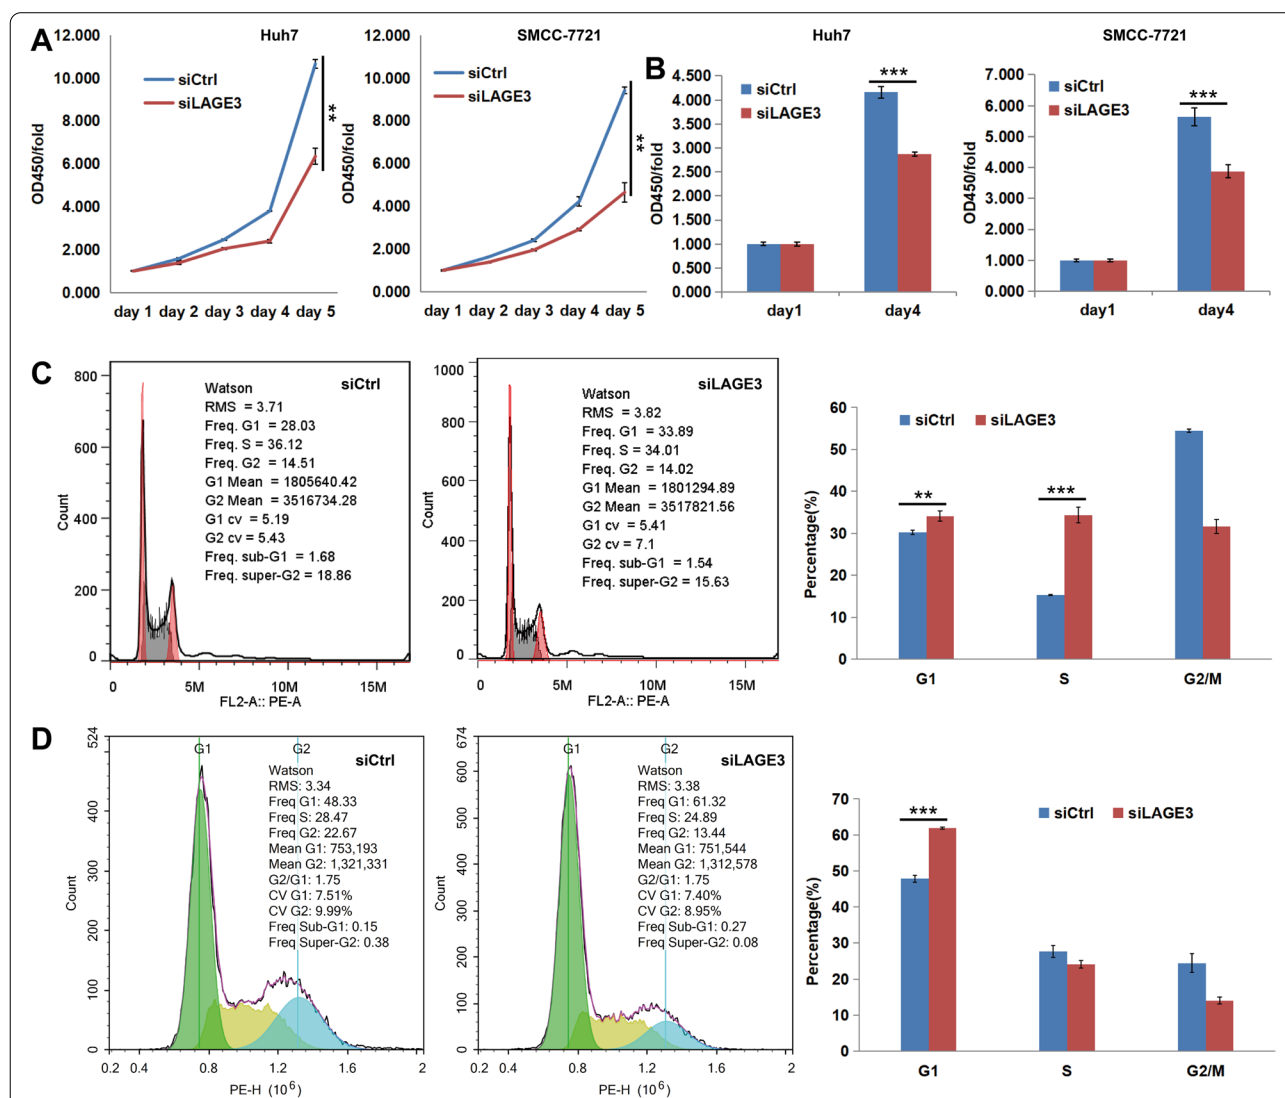 A
Huh7
12.000
10.000
8.000
6.000
4.000
2.000
0.000
OD450/fold
siCtrl
siLAGE3
**
day 1 day 2 day 3 day 4 day 5
SMCC-7721
12.000
10.000
8.000
6.000
4.000
2.000
0.000
OD450/fold
siCtrl
siLAGE3
**
day 1 day 2 day 3 day 4 day 5
B
Huh7
4.500
4.000
3.500
3.000
2.500
2.000
1.500
1.000
0.500
0.000
OD450/fold
siCtrl
siLAGE3
***
day1 day4
SMCC-7721
7.000
6.000
5.000
4.000
3.000
2.000
1.000
0.000
OD450/fold
siCtrl
siLAGE3
***
day1 day4
C
siCtrl
800
600
400
200
0
Count
Watson
RMS = 3.71
Freq. G1 = 28.03
Freq. S = 36.12
Freq. G2 = 14.51
G1 Mean = 1805640.42
G2 Mean = 3516734.28
G1 cv = 5.19
G2 cv = 5.43
Freq. sub-G1 = 1.68
Freq. super-G2 = 18.86
0 5M 10M 15M
FL2-A:: PE-A
siLAGE3
1000
800
600
400
200
0
Count
Watson
RMS = 3.82
Freq. G1 = 33.89
Freq. S = 34.01
Freq. G2 = 14.02
G1 Mean = 1801294.89
G2 Mean = 3517821.56
G1 cv = 5.41
G2 cv = 7.1
Freq. sub-G1 = 1.54
Freq. super-G2 = 15.63
0 5M 10M 15M
FL2-A:: PE-A
60
50
40
30
20
10
0
Percentage(%)
siCtrl siLAGE3
** ***
G1 S G2/M
D
524
400
300
200
100
0
Count
G1 G2
siCtrl
Watson
RMS: 3.34
Freq G1: 48.33
Freq S: 28.47
Freq G2: 22.67
Mean G1: 753,193
Mean G2: 1,321,331
G2/G1: 1.75
CV G1: 7.51%
CV G2: 9.99%
Freq Sub-G1: 0.15
Freq Super-G2: 0.38
0.2 0.4 0.8 1.2 1.6 2
PE-H (10⁶)
674
600
500
400
300
200
100
0
Count
G1 G2
siLAGE3
Watson
RMS: 3.38
Freq G1: 61.32
Freq S: 24.89
Freq G2: 13.44
Mean G1: 751,544
Mean G2: 1,312,578
G2/G1: 1.75
CV G1: 7.40%
CV G2: 8.95%
Freq Sub-G1: 0.27
Freq Super-G2: 0.08
0.2 0.4 0.8 1.2 1.6 2
PE-H (10⁶)
70
60
50
40
30
20
10
0
Percentage(%)
siCtrl siLAGE3
***
G1 S G2/M